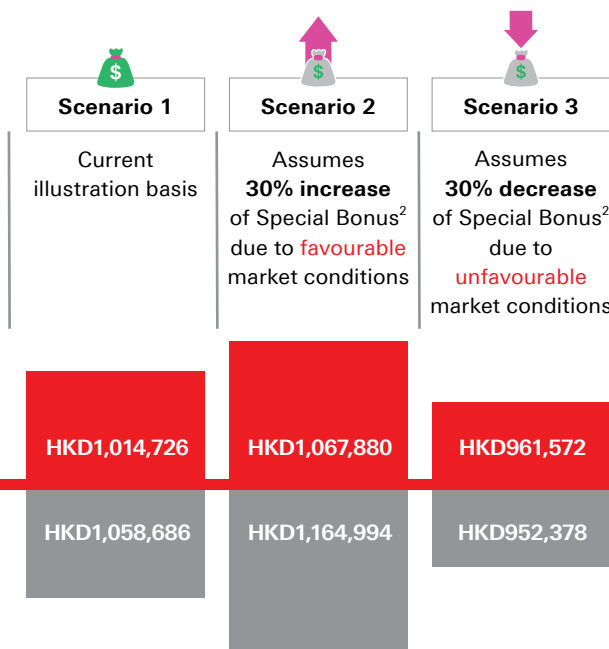 $
Scenario 1
Current
illustration basis
HKD1,014,726
HKD1,058,686
$
Scenario 2
Assumes
30% increase
of Special Bonus²
due to favourable
market conditions
HKD1,067,880
HKD1,164,994
$
Scenario 3
Assumes
30% decrease
of Special Bonus²
due to
unfavourable
market conditions
HKD961,572
HKD952,378